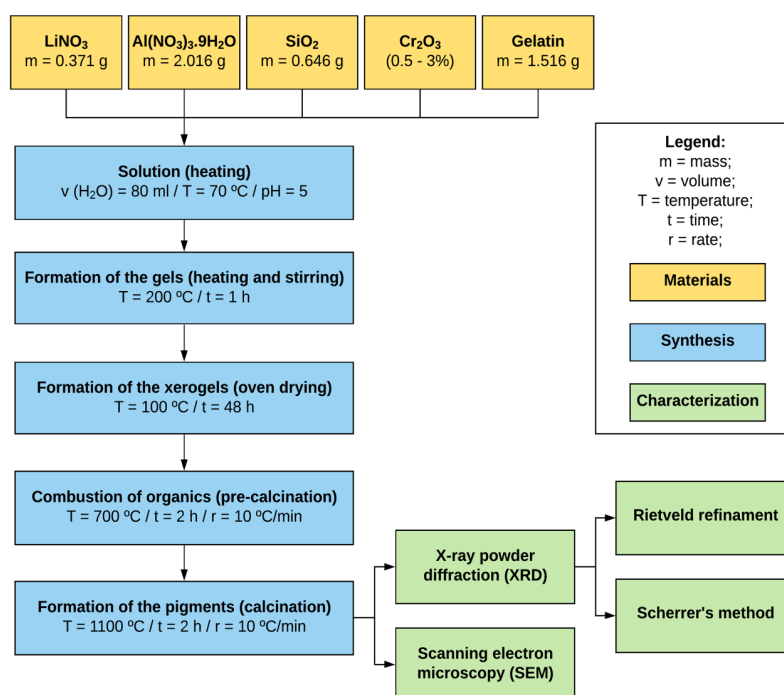 LiNO₃
m = 0.371 g
Al(NO₃)₃.9H₂O
m = 2.016 g
SiO₂
m = 0.646 g
Cr₂O₃
(0.5 - 3%)
Gelatin
m = 1.516 g
Solution (heating)
v (H₂O) = 80 ml / T = 70 ºC / pH = 5
Formation of the gels (heating and stirring)
T = 200 ºC / t = 1 h
Formation of the xerogels (oven drying)
T = 100 ºC / t = 48 h
Combustion of organics (pre-calcination)
T = 700 ºC / t = 2 h / r = 10 ºC/min
Formation of the pigments (calcination)
T = 1100 ºC / t = 2 h / r = 10 ºC/min
X-ray powder
diffraction (XRD)
Scanning electron
microscopy (SEM)
Rietveld refinament
Scherrer's method
Legend:
m = mass;
v = volume;
T = temperature;
t = time;
r = rate;
Materials
Synthesis
Characterization